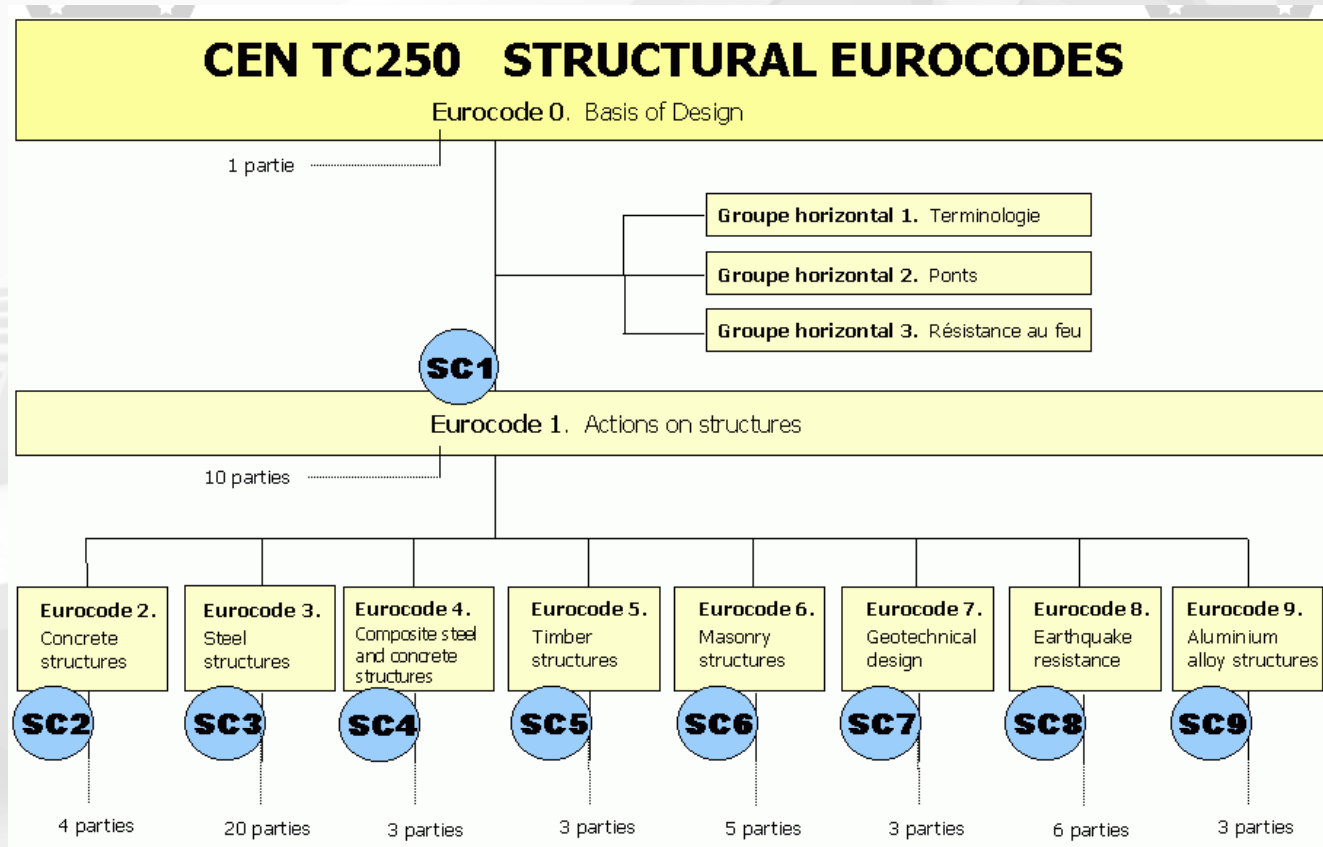 CEN TC250 STRUCTURAL EUROCODES
Eurocode 0. Basis of Design
1 partie
Groupe horizontal 1. Terminologie
Groupe horizontal 2. Ponts
Groupe horizontal 3. Résistance au feu
SC1
Eurocode 1. Actions on structures
10 parties
Eurocode 2.
Concrete
structures
Eurocode 3.
Steel
structures
Eurocode 4.
Composite steel
and concrete
structures
Eurocode 5.
Timber
structures
Eurocode 6.
Masonry
structures
Eurocode 7.
Geotechnical
design
Eurocode 8.
Earthquake
resistance
Eurocode 9.
Aluminium
alloy structures
SC2
SC3
SC4
SC5
SC6
SC7
SC8
SC9
4 parties
20 parties
3 parties
3 parties
5 parties
3 parties
6 parties
3 parties